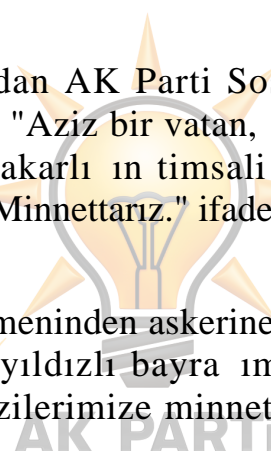 dan AK Parti So
"Aziz bir vatan,
akarlı ın timsali
Minnettarız." ifade
meninden askerine
yıldızlı bayra ım
zilerimize minnet
AK PARTİ